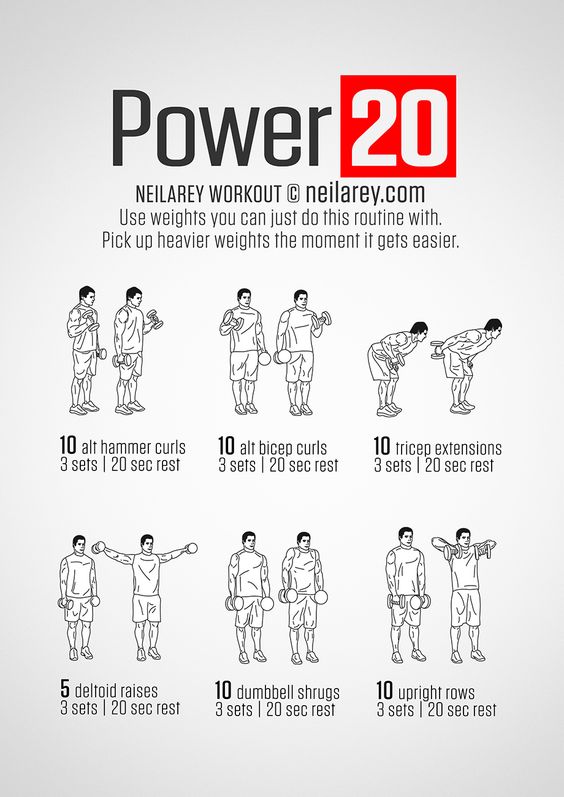 Power 20
NEILAREY WORKOUT © neilarey.com
Use weights you can just do this routine with.
Pick up heavier weights the moment it gets easier.
10 alt hammer curls
3 sets | 20 sec rest
10 alt bicep curls
3 sets | 20 sec rest
10 tricep extensions
3 sets | 20 sec rest
5 deltoid raises
3 sets | 20 sec rest
10 dumbbell shrugs
3 sets | 20 sec rest
10 upright rows
3 sets | 20 sec rest